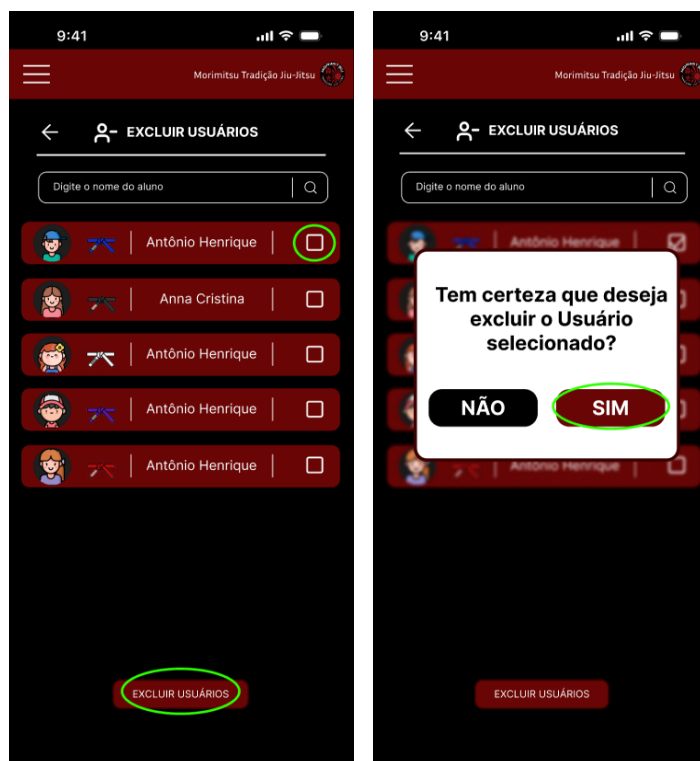 9:41
Morimitsu Tradição Jiu-Jitsu
EXCLUIR USUÁRIOS
Digite o nome do aluno
Antônio Henrique
Anna Cristina
Antônio Henrique
Antônio Henrique
Antônio Henrique
EXCLUIR USUÁRIOS
9:41
Morimitsu Tradição Jiu-Jitsu
EXCLUIR USUÁRIOS
Digite o nome do aluno
Antônio Henrique
Tem certeza que deseja
excluir o Usuário
selecionado?
NÃO
SIM
Antônio Henrique
EXCLUIR USUÁRIOS